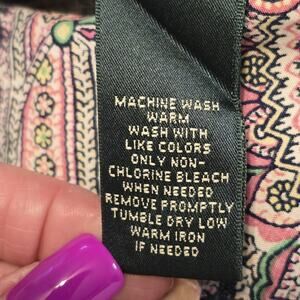 MACHINE WASH
WARM
WASH WITH
LIKE COLORS
ONLY NON-
CHLORINE BLEACH
WHEN NEEDED
REMOVE PROMPTLY
TUMBLE DRY LOW
WARM IRON
IF NEEDED